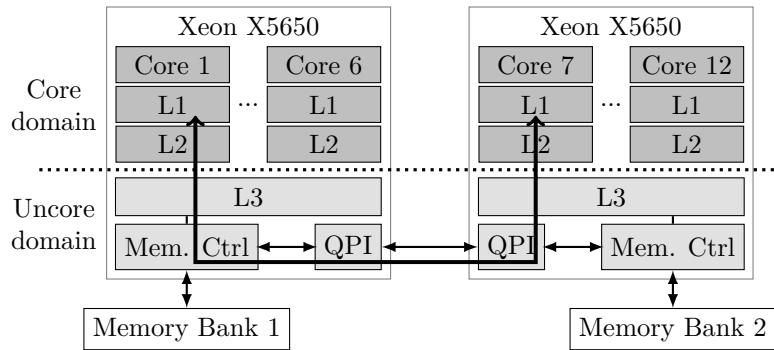 Xeon X5650 Xeon X5650
Core 1 Core 6 Core 7 Core 12
Core
domain
L1 ... L1 L1 ... L1
L2 L2 L2 L2
L3 L3
Uncore
domain
Mem. Ctrl QPI QPI Mem. Ctrl
Memory Bank 1 Memory Bank 2